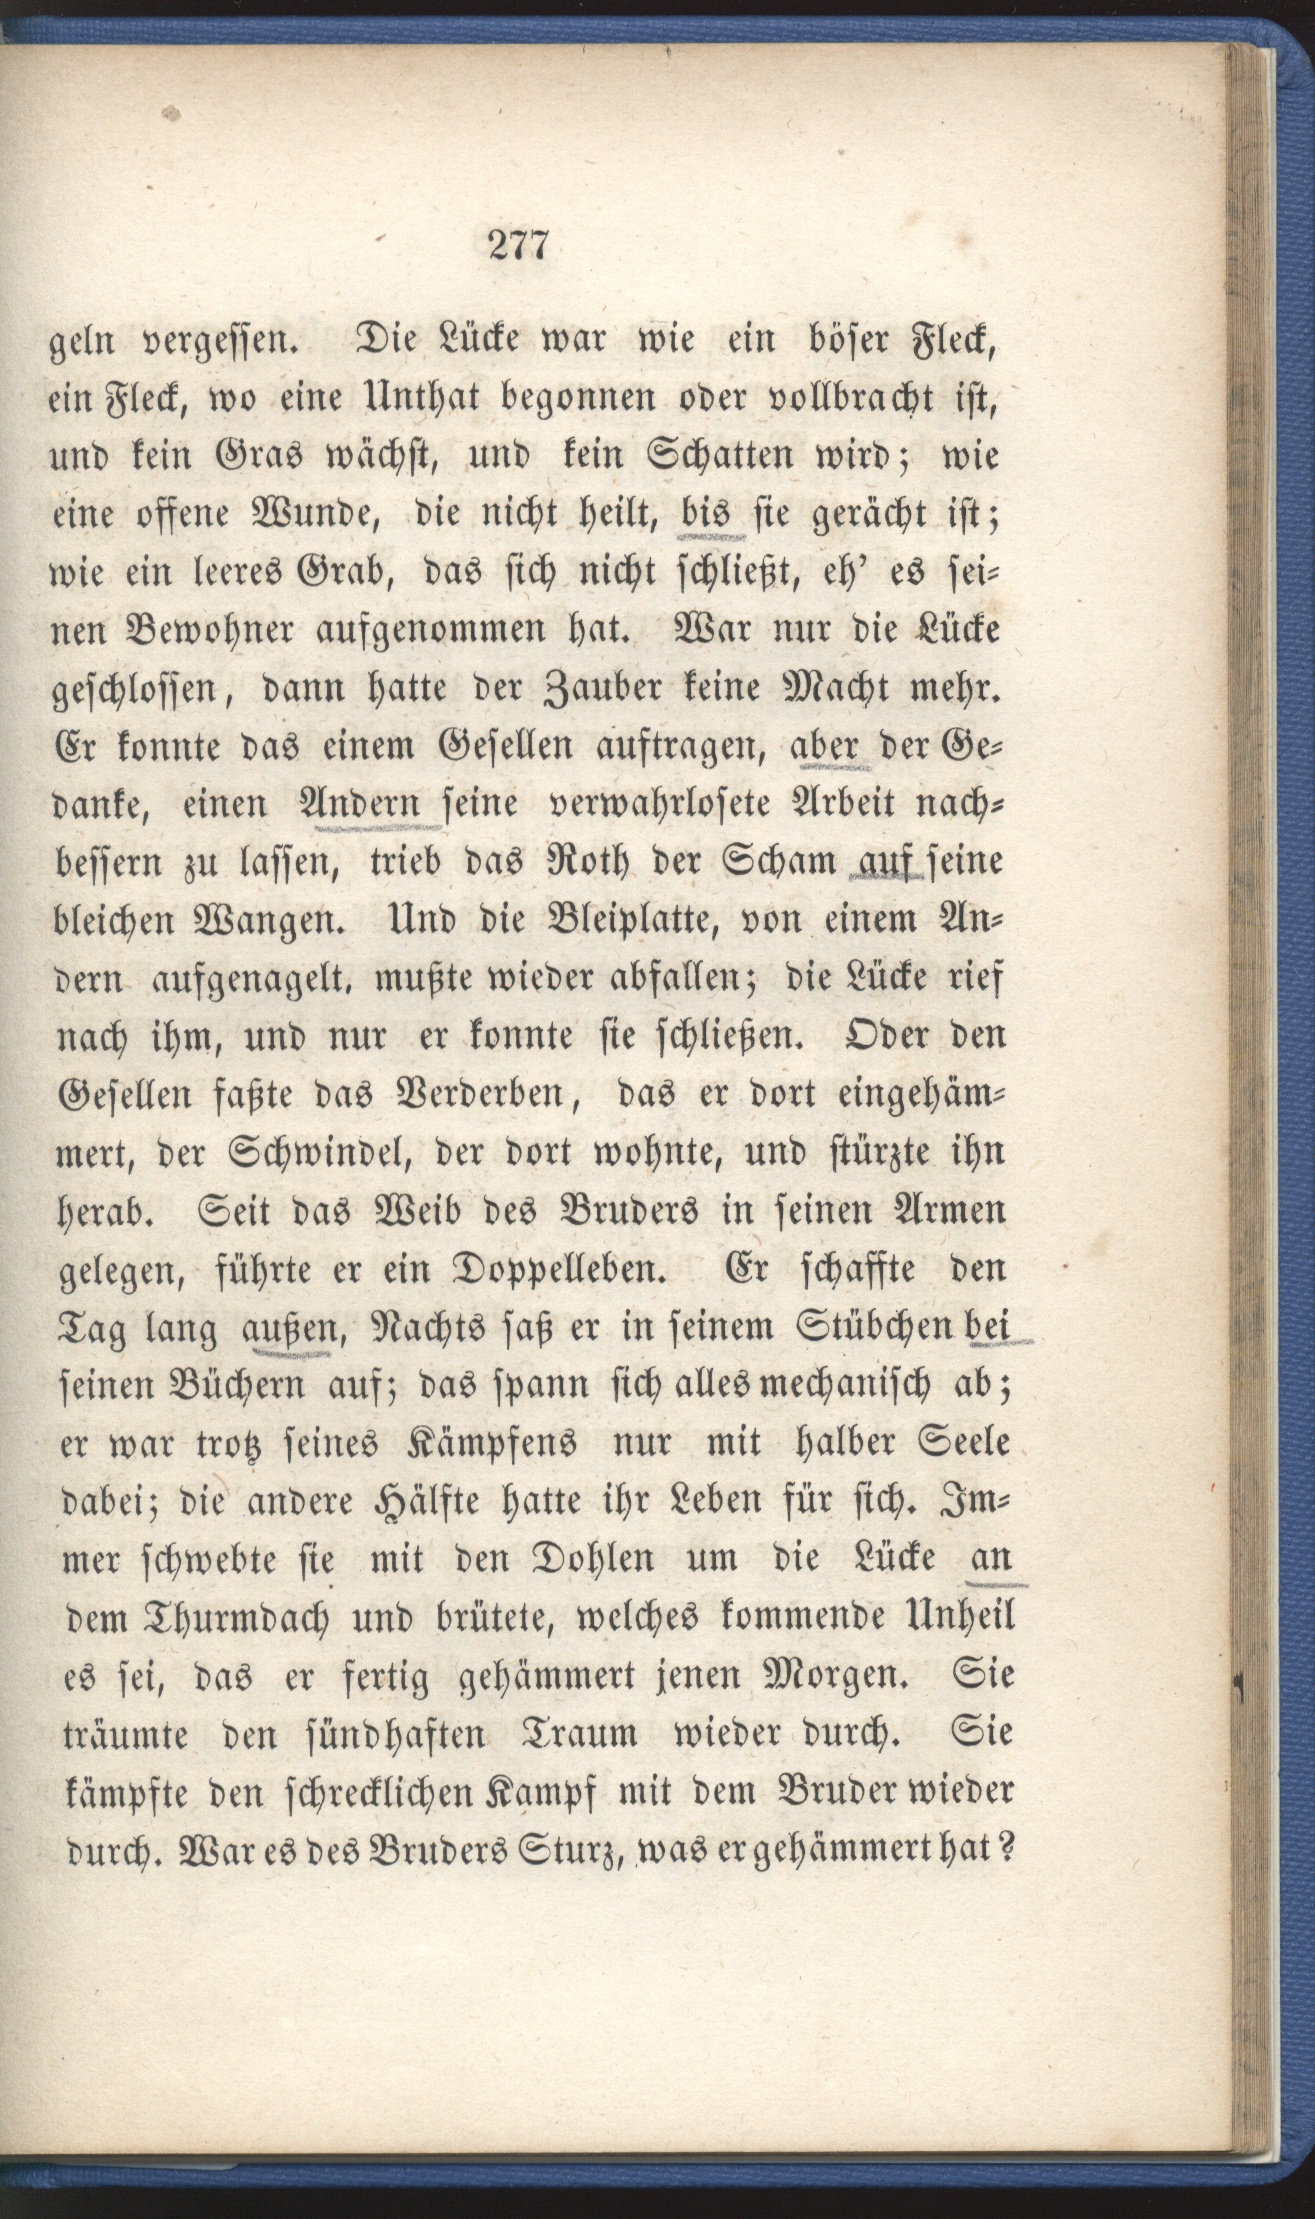 277
geln vergessen. Die Lücke war wie ein böser Fleck,
ein Fleck, wo eine Unthat begonnen oder vollbracht ist,
und kein Gras wächst, und kein Schatten wird; wie
eine offene Wunde, die nicht heilt, bis sie gerächt ist;
wie ein leeres Grab, das sich nicht schließt, eh' es sei-
nen Bewohner aufgenommen hat. War nur die Lücke
geschlossen, dann hatte der Zauber keine Macht mehr.
Er konnte das einem Gesellen auftragen, aber der Ge-
danke, einen Andern seine verwahrlosete Arbeit nach-
bessern zu lassen, trieb das Roth der Scham auf seine
bleichen Wangen. Und die Bleiplatte, von einem An-
dern aufgenagelt, mußte wieder abfallen; die Lücke rief
nach ihm, und nur er konnte sie schließen. Oder den
Gesellen faßte das Verderben, das er dort eingehäm-
mert, der Schwindel, der dort wohnte, und stürzte ihn
herab. Seit das Weib des Bruders in seinen Armen
gelegen, führte er ein Doppelleben. Er schaffte den
Tag lang außen, Nachts saß er in seinem Stübchen bei
seinen Büchern auf; das spann sich alles mechanisch ab;
er war trotz seines Kämpfens nur mit halber Seele
dabei; die andere Hälfte hatte ihr Leben für sich. Im-
mer schwebte sie mit den Dohlen um die Lücke an
dem Thurmdach und brütete, welches kommende Unheil
es sei, das er fertig gehämmert jenen Morgen. Sie
träumte den sündhaften Traum wieder durch. Sie
kämpfte den schrecklichen Kampf mit dem Bruder wieder
durch. War es des Bruders Sturz, was er gehämmert hat?